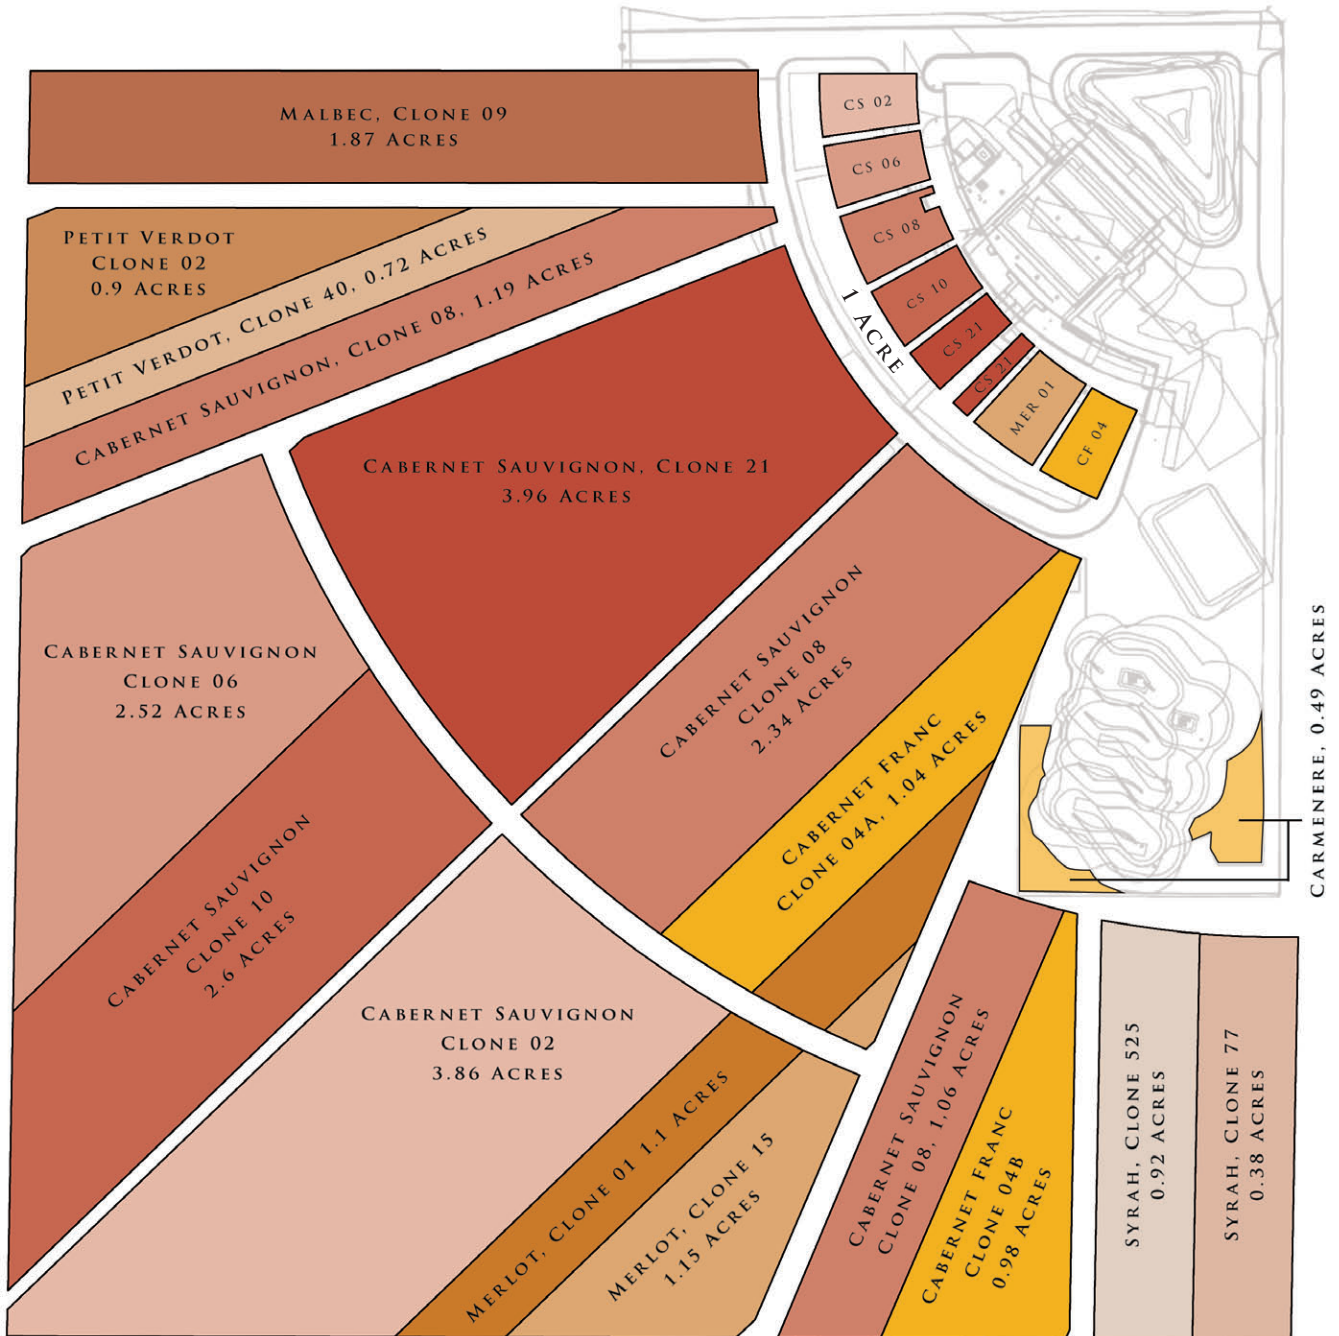 Malbec, Clone 09
1.87 Acres
Petit Verdot
Clone 02
0.9 Acres
Petit Verdot, Clone 40, 0.72 Acres
Cabernet Sauvignon, Clone 08, 1.19 Acres
Cabernet Sauvignon, Clone 21
3.96 Acres
CS 02
CS 06
CS 08
CS 10
CS 21
CS 21
MER 01
CF 04
1 Acre
Cabernet Sauvignon
Clone 06
2.52 Acres
Cabernet Sauvignon
Clone 08
2.34 Acres
Cabernet Franc
Clone 04A, 1.04 Acres
Carmenere, 0.49 Acres
Cabernet Sauvignon
Clone 10
2.6 Acres
Cabernet Sauvignon
Clone 02
3.86 Acres
Merlot, Clone 01 1.1 Acres
Merlot, Clone 15
1.15 Acres
Cabernet Sauvignon
Clone 08, 1.06 Acres
Cabernet Franc
Clone 04B
0.98 Acres
Syrah, Clone 525
0.92 Acres
Syrah, Clone 77
0.38 Acres